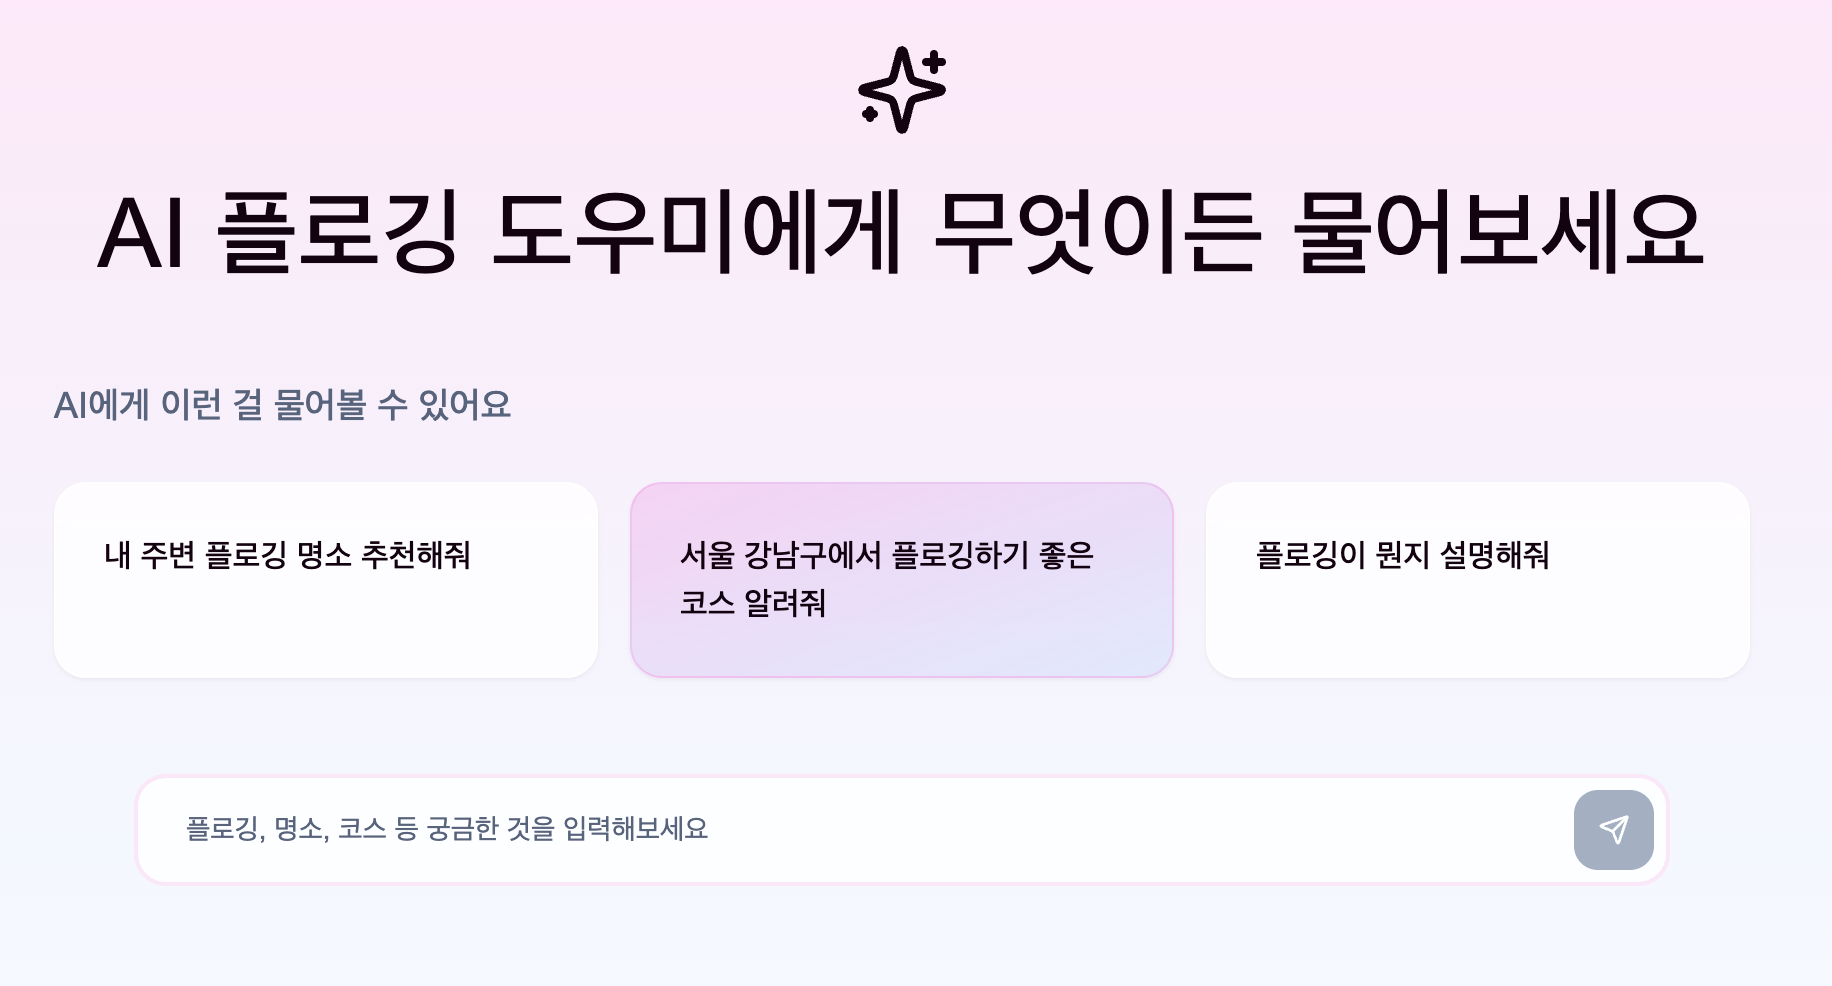 AI 플로깅 도우미에게 무엇이든 물어보세요
AI에게 이런 걸 물어볼 수 있어요
내 주변 플로깅 명소 추천해줘
서울 강남구에서 플로깅하기 좋은
코스 알려줘
플로깅이 뭔지 설명해줘
플로깅, 명소, 코스 등 궁금한 것을 입력해보세요